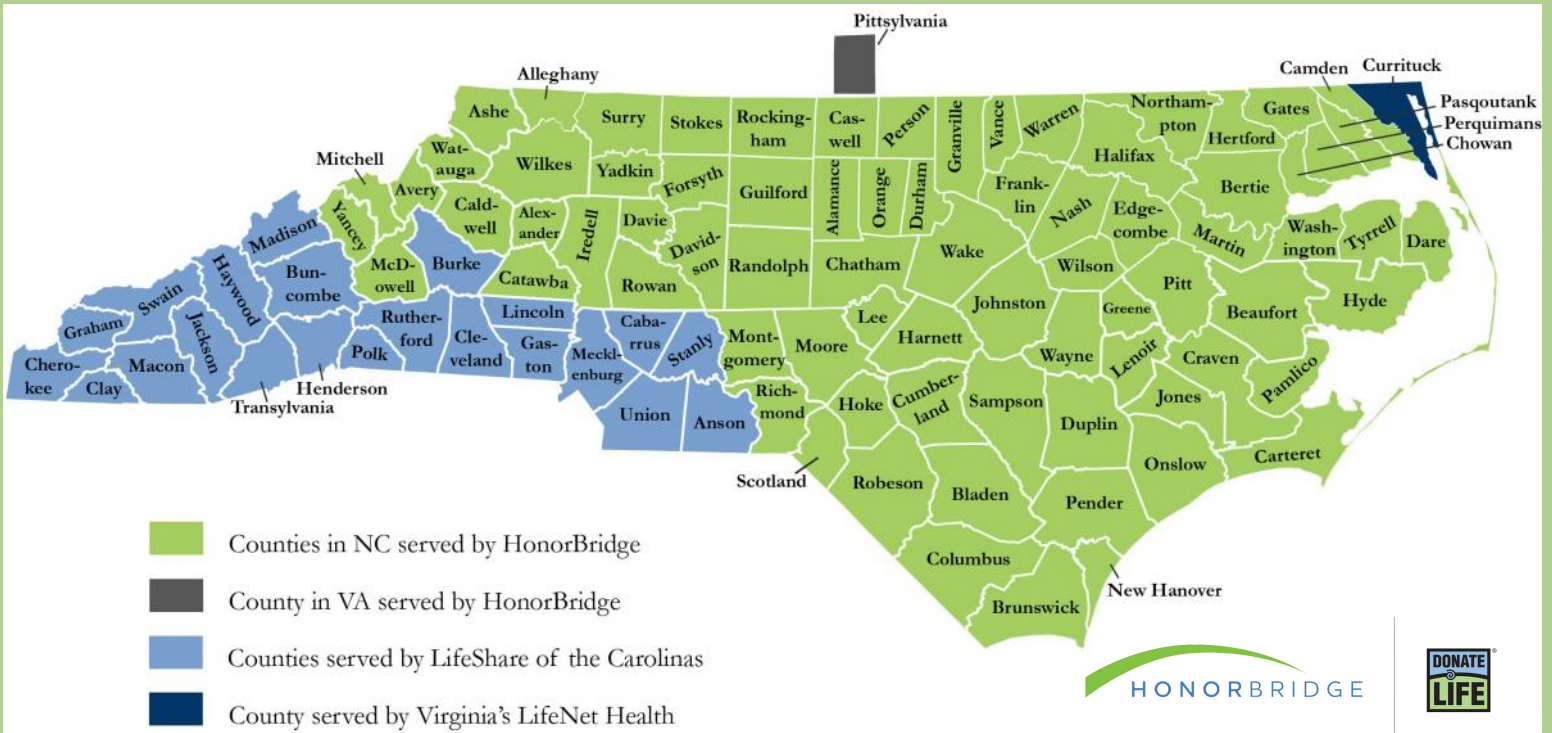 Pittsylvania
Alleghany
Camden
Currituck
Pasqoutank
Perquimans
Chowan
Ashe
Surry
Stokes
Rocking-
ham
Cas-
well
Person
Granville
Vance
Warren
Northam-
pton
Gates
Hertford
Halifax
Bertie
Mitchell
Wat-
auga
Wilkes
Yadkin
Forsyth
Guilford
Alamance
Orange
Durham
Frank-
lin
Nash
Edge-
combe
Martin
Wash-
ington
Tyrrell
Dare
Avery
Cald-
well
Alex-
ander
Iredell
Davie
David-
son
Randolph
Chatham
Wake
Wilson
Pitt
Beaufort
Hyde
Madison
Yancey
McD-
owell
Burke
Catawba
Rowan
Johnston
Greene
Swain
Haywood
Bun-
combe
Ruther-
ford
Cle-
veland
Lincoln
Gas-
ton
Meckl-
enburg
Caba-
rrus
Stanly
Mont-
gomery
Moore
Lee
Harnett
Wayne
Lenoir
Craven
Pamlico
Graham
Jackson
Macon
Chero-
kee
Clay
Transylvania
Henderson
Polk
Union
Anson
Rich-
mond
Hoke
Cumber-
land
Sampson
Duplin
Jones
Onslow
Carteret
Scotland
Robeson
Bladen
Pender
Columbus
Brunswick
New Hanover
Counties in NC served by HonorBridge
County in VA served by HonorBridge
Counties served by LifeShare of the Carolinas
County served by Virginia's LifeNet Health
HONORBRIDGE
DONATE
LIFE